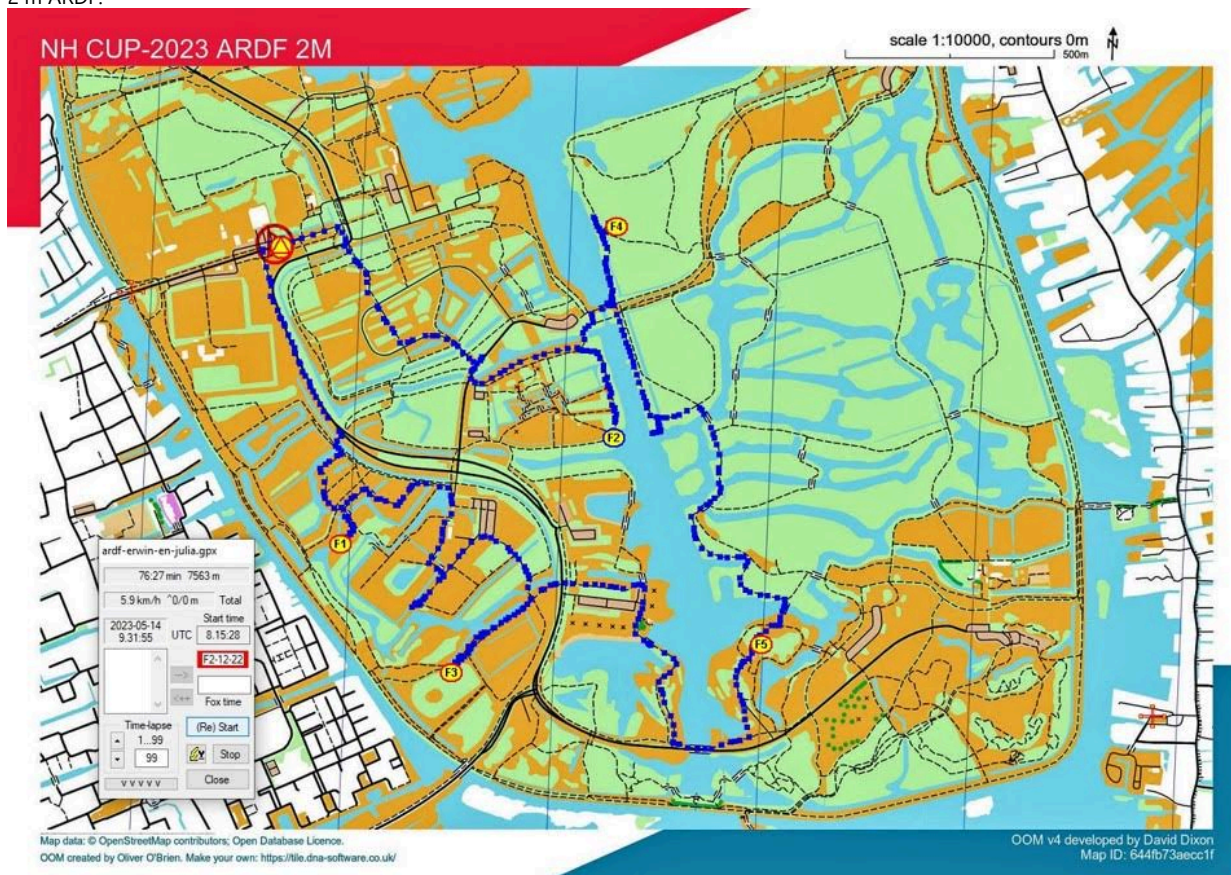 2 m ARDF.
NH CUP-2023 ARDF 2M
scale 1:10000, contours 0m
500m
N
F4
F2
F1
F3
F5
ardf-erwin-en-julia.gpx
76:27 min 7563 m
5.9 km/h ^0/0 m Total
Start time
2023-05-14
9.31:55
UTC
8.15:28
F2-12-22
-->
<++
Fox time
Time-lapse
1...99
99
(Re) Start
Stop
Close
V V V V V
Map data: © OpenStreetMap contributors; Open Database Licence.
OOM created by Oliver O'Brien. Make your own: https://tile.dna-software.co.uk/
OOM v4 developed by David Dixon
Map ID: 644fb73aecc1f